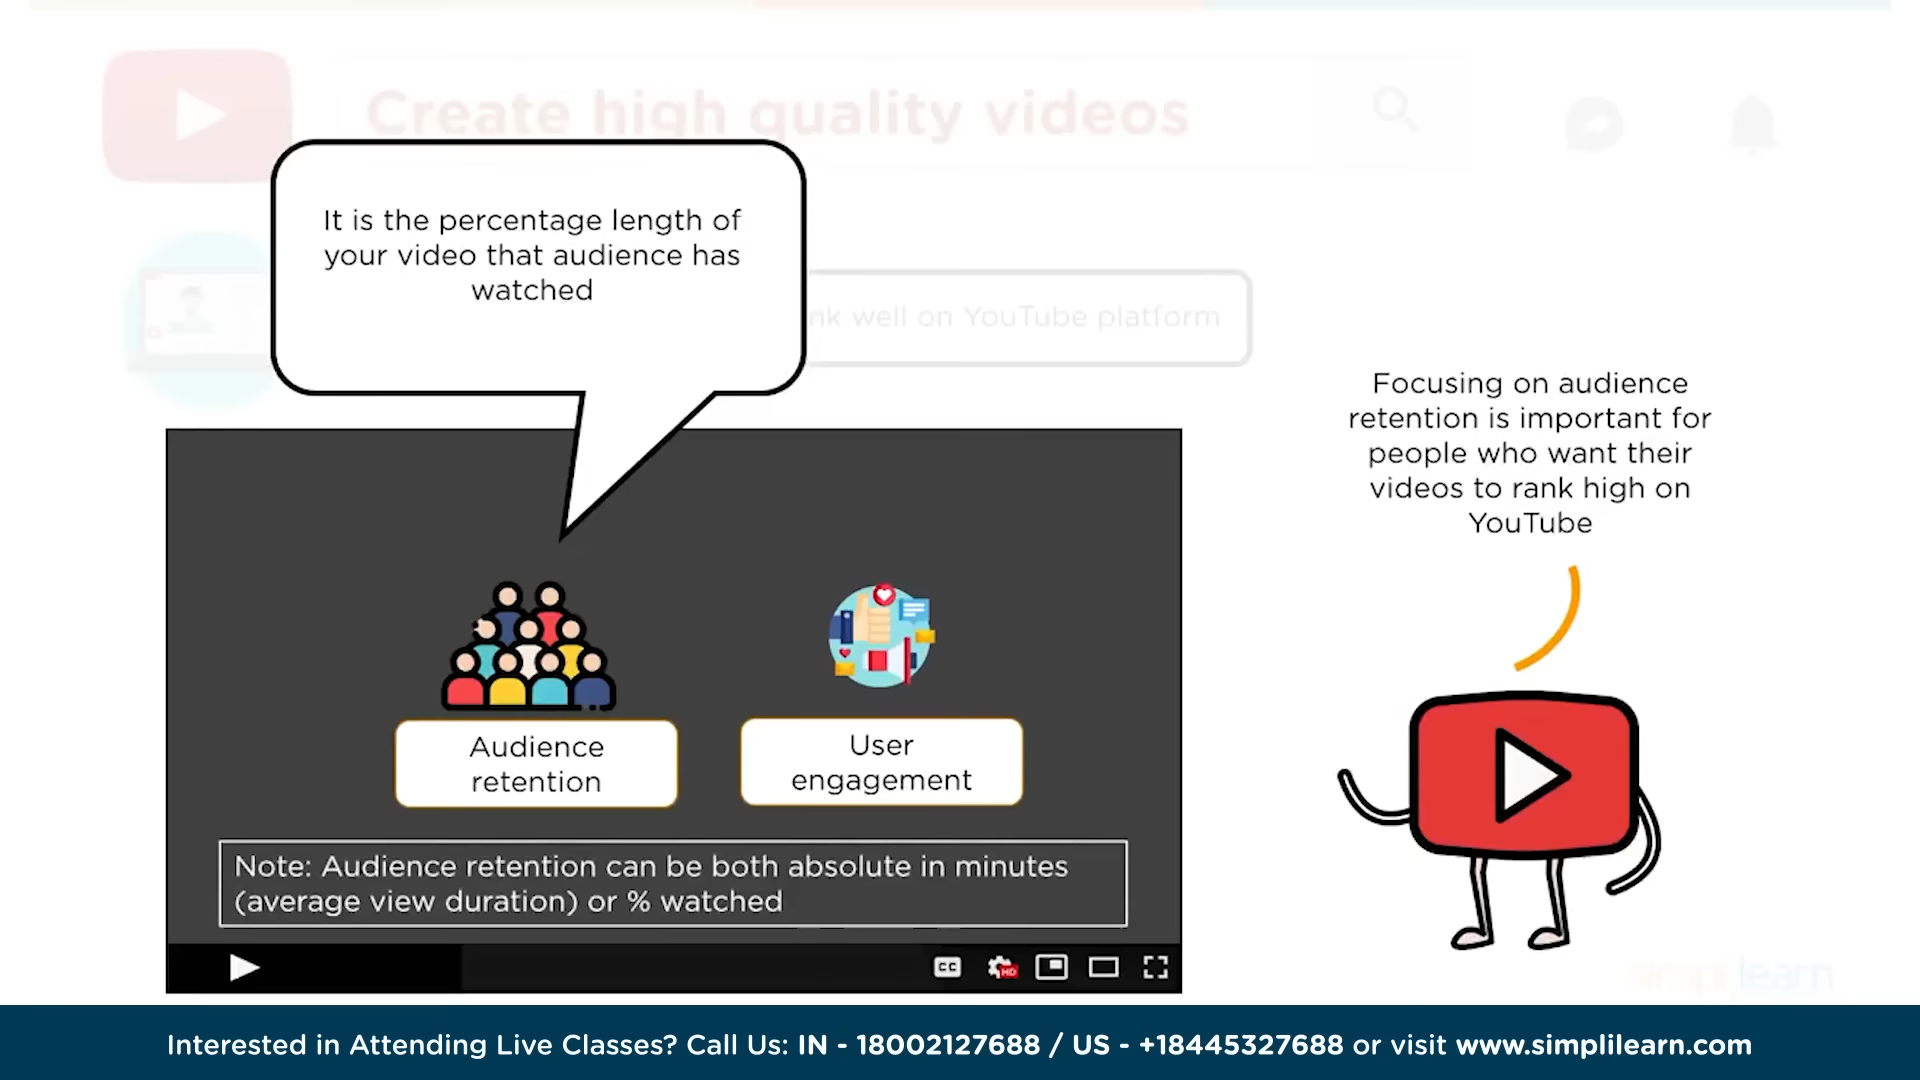 Create high quality videos
It is the percentage length of
your video that audience has
watched
nk well on YouTube platform
Focusing on audience
retention is important for
people who want their
videos to rank high on
YouTube
Audience
retention
User
engagement
Note: Audience retention can be both absolute in minutes
(average view duration) or % watched
CC
HD
simplilearn
Interested in Attending Live Classes? Call Us: IN - 18002127688 / US - +18445327688 or visit www.simplilearn.com